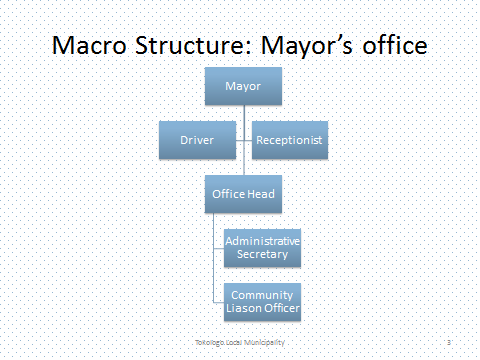 Macro Structure: Mayor’s office
Mayor
Driver
Receptionist
Office Head
Administrative
Secretary
Community
Liason Officer
Tokologo Local Municipality
3